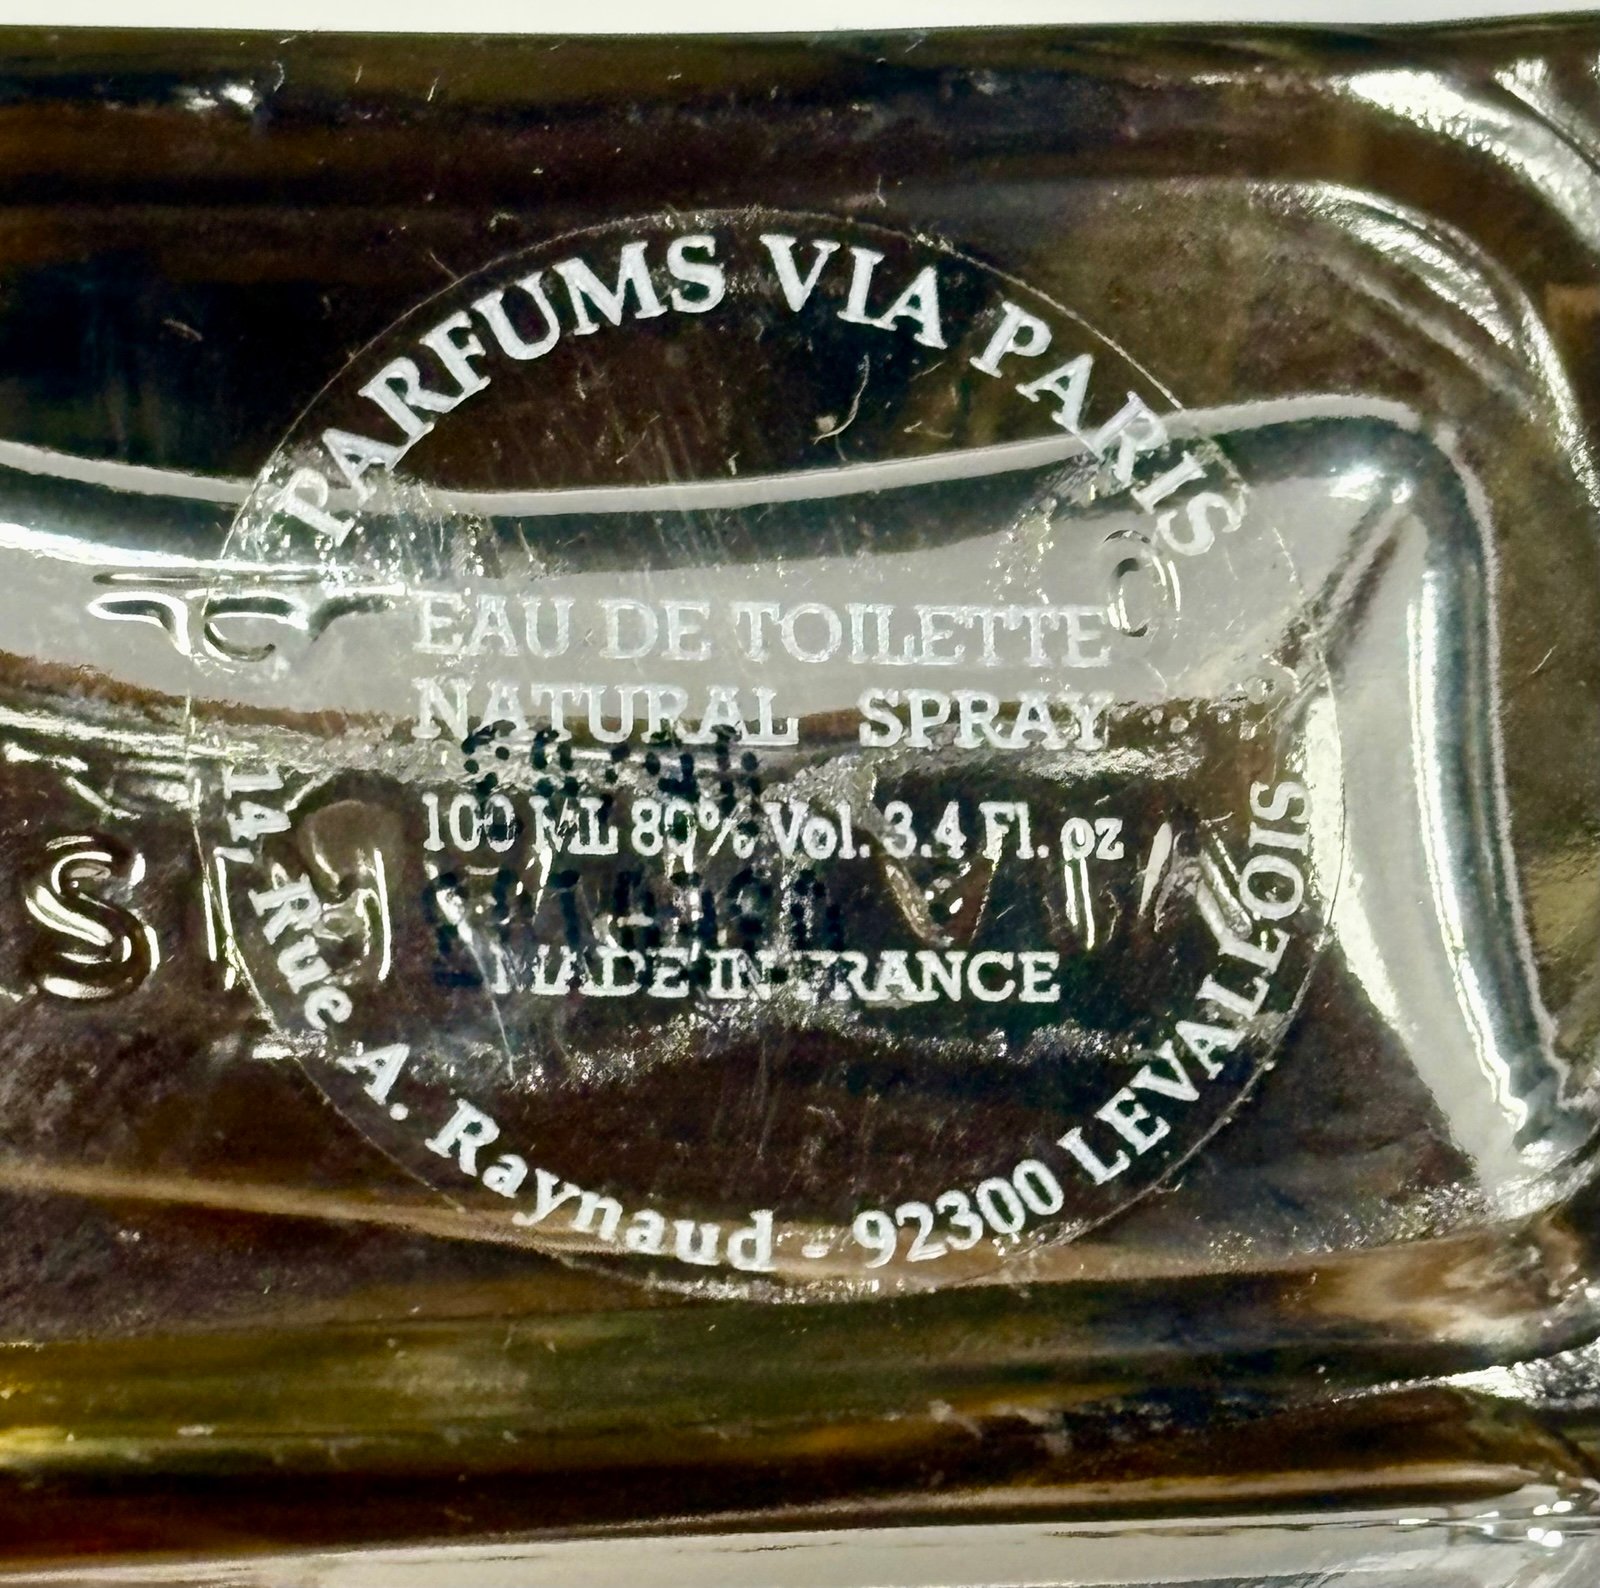 PARFUMS VIA PARIS
EAU DE TOILETTE
NATURAL SPRAY
100 ML 80% Vol. 3.4 Fl. oz
MADE IN FRANCE
14, Rue A. Raynaud - 92300 LEVALLOIS
S